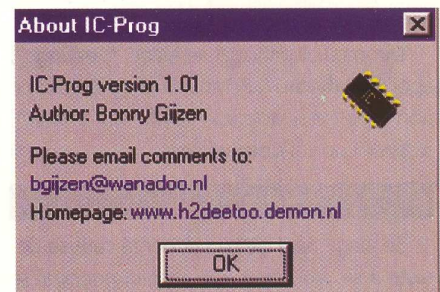 About IC-Prog
IC-Prog version 1.01
Author: Bonny Gijzen
IC
Please email comments to:
bgijzen@wanadoo.nl
Homepage: www.h2deetoo.demon.nl
OK